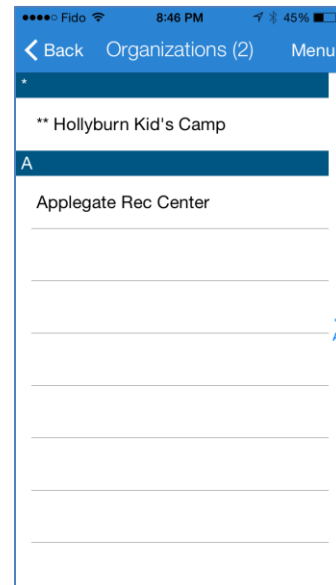 Fido 8:46 PM 45%
Back Organizations (2) Menu
*
** Hollyburn Kid's Camp
A
Applegate Rec Center
A